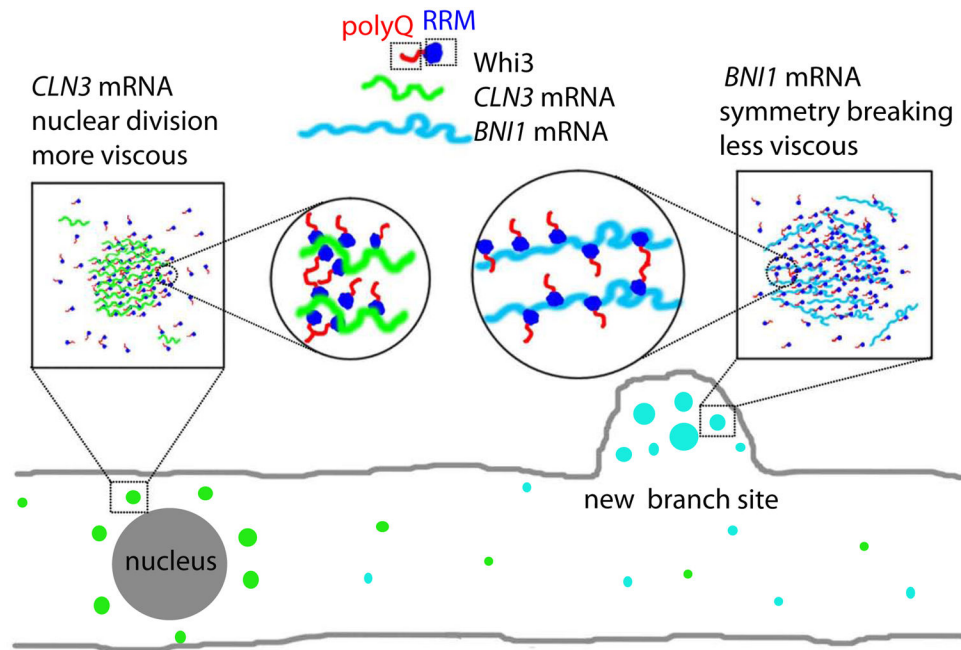 polyQ RRM
Whi3
CLN3 mRNA
BNI1 mRNA
CLN3 mRNA
nuclear division
more viscous
BNI1 mRNA
symmetry breaking
less viscous
new branch site
nucleus